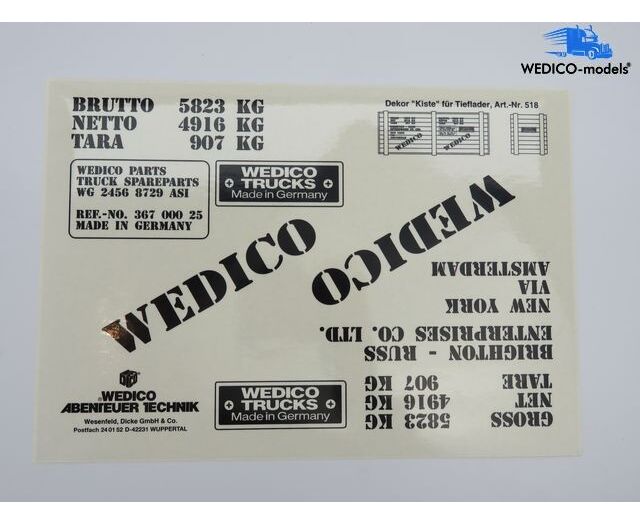 WEDICO-models®
BRUTTO 5823 KG
NETTO 4916 KG
TARA 907 KG
Dekor "Kiste" für Tieflader, Art.-Nr. 518
WEDICO
WEDICO
WEDICO PARTS
TRUCK SPAREPARTS
WG 2456 8729 ASI
REF.-NO. 367 000 25
MADE IN GERMANY
WEDICO
TRUCKS
Made in Germany
WEDICO
WEDICO
GROSS 5823 KG
NET 4916 KG
TARE 907 KG
BRIGHTON - RUSS
ENTERPRISES CO. LTD.
NEW YORK
VIA
AMSTERDAM
WEDICO
ABENTEUER TECHNIK
Wesenfeld, Dicke GmbH & Co.
Postfach 24 01 52 D-42231 WUPPERTAL
WEDICO
TRUCKS
Made in Germany